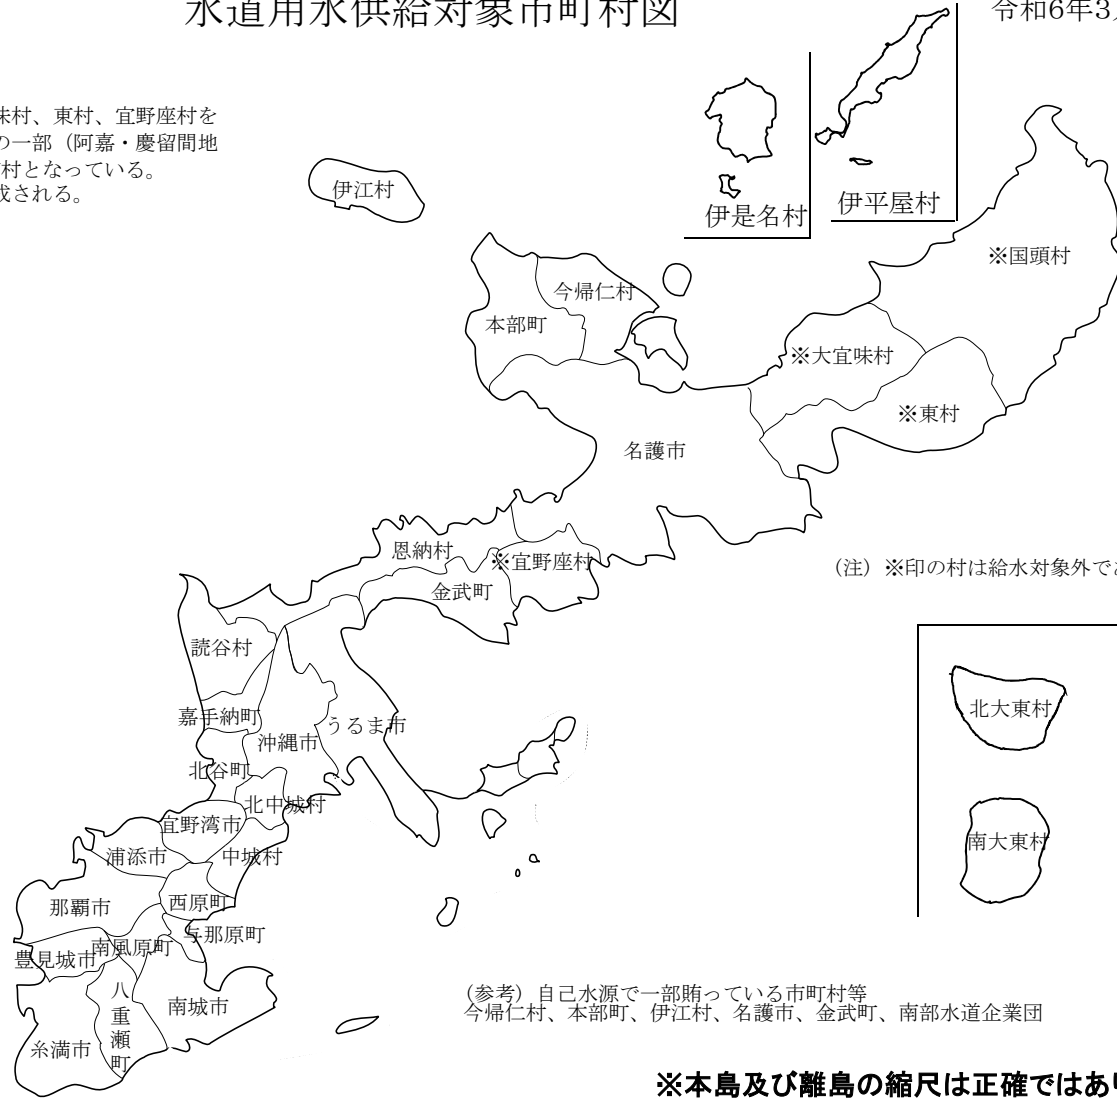 水道用水供給対象市町村図
令和6年3
味村、東村、宜野座村を
の一部（阿嘉・慶留間地
村となっている。
成される。
伊江村
伊是名村
伊平屋村
※国頭村
今帰仁村
本部町
※大宜味村
※東村
名護市
恩納村
※宜野座村
金武町
（注）※印の村は給水対象外で
読谷村
嘉手納町
うるま市
沖縄市
北谷町
北中城村
宜野湾市
浦添市
中城村
那覇市
西原町
与那原町
南風原町
豊見城市
八重瀬町
南城市
糸満市
北大東村
南大東村
（参考）自己水源で一部賄っている市町村等
今帰仁村、本部町、伊江村、名護市、金武町、南部水道企業団
※本島及び離島の縮尺は正確ではあ